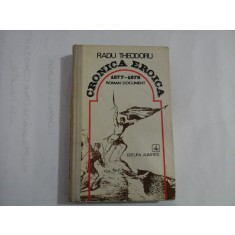 RADU THEODORU
CRONICA EROICA
1877-1878
ROMAN DOCUMENT
EDITURA ALBATROS